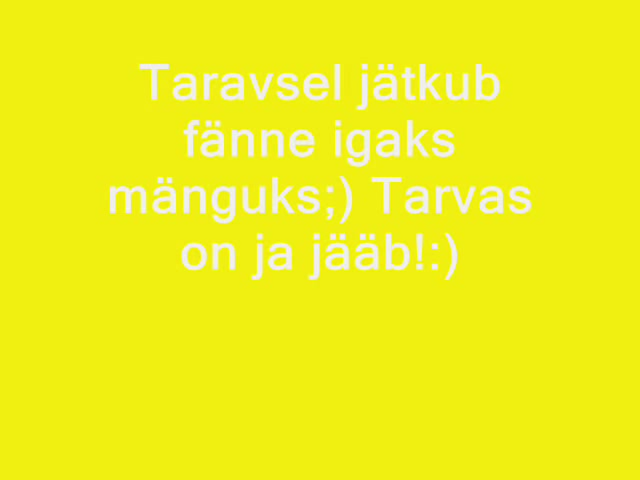 Taravsel jätkub
fänne igaks
mänguks;) Tarvas
on ja jääb!:)